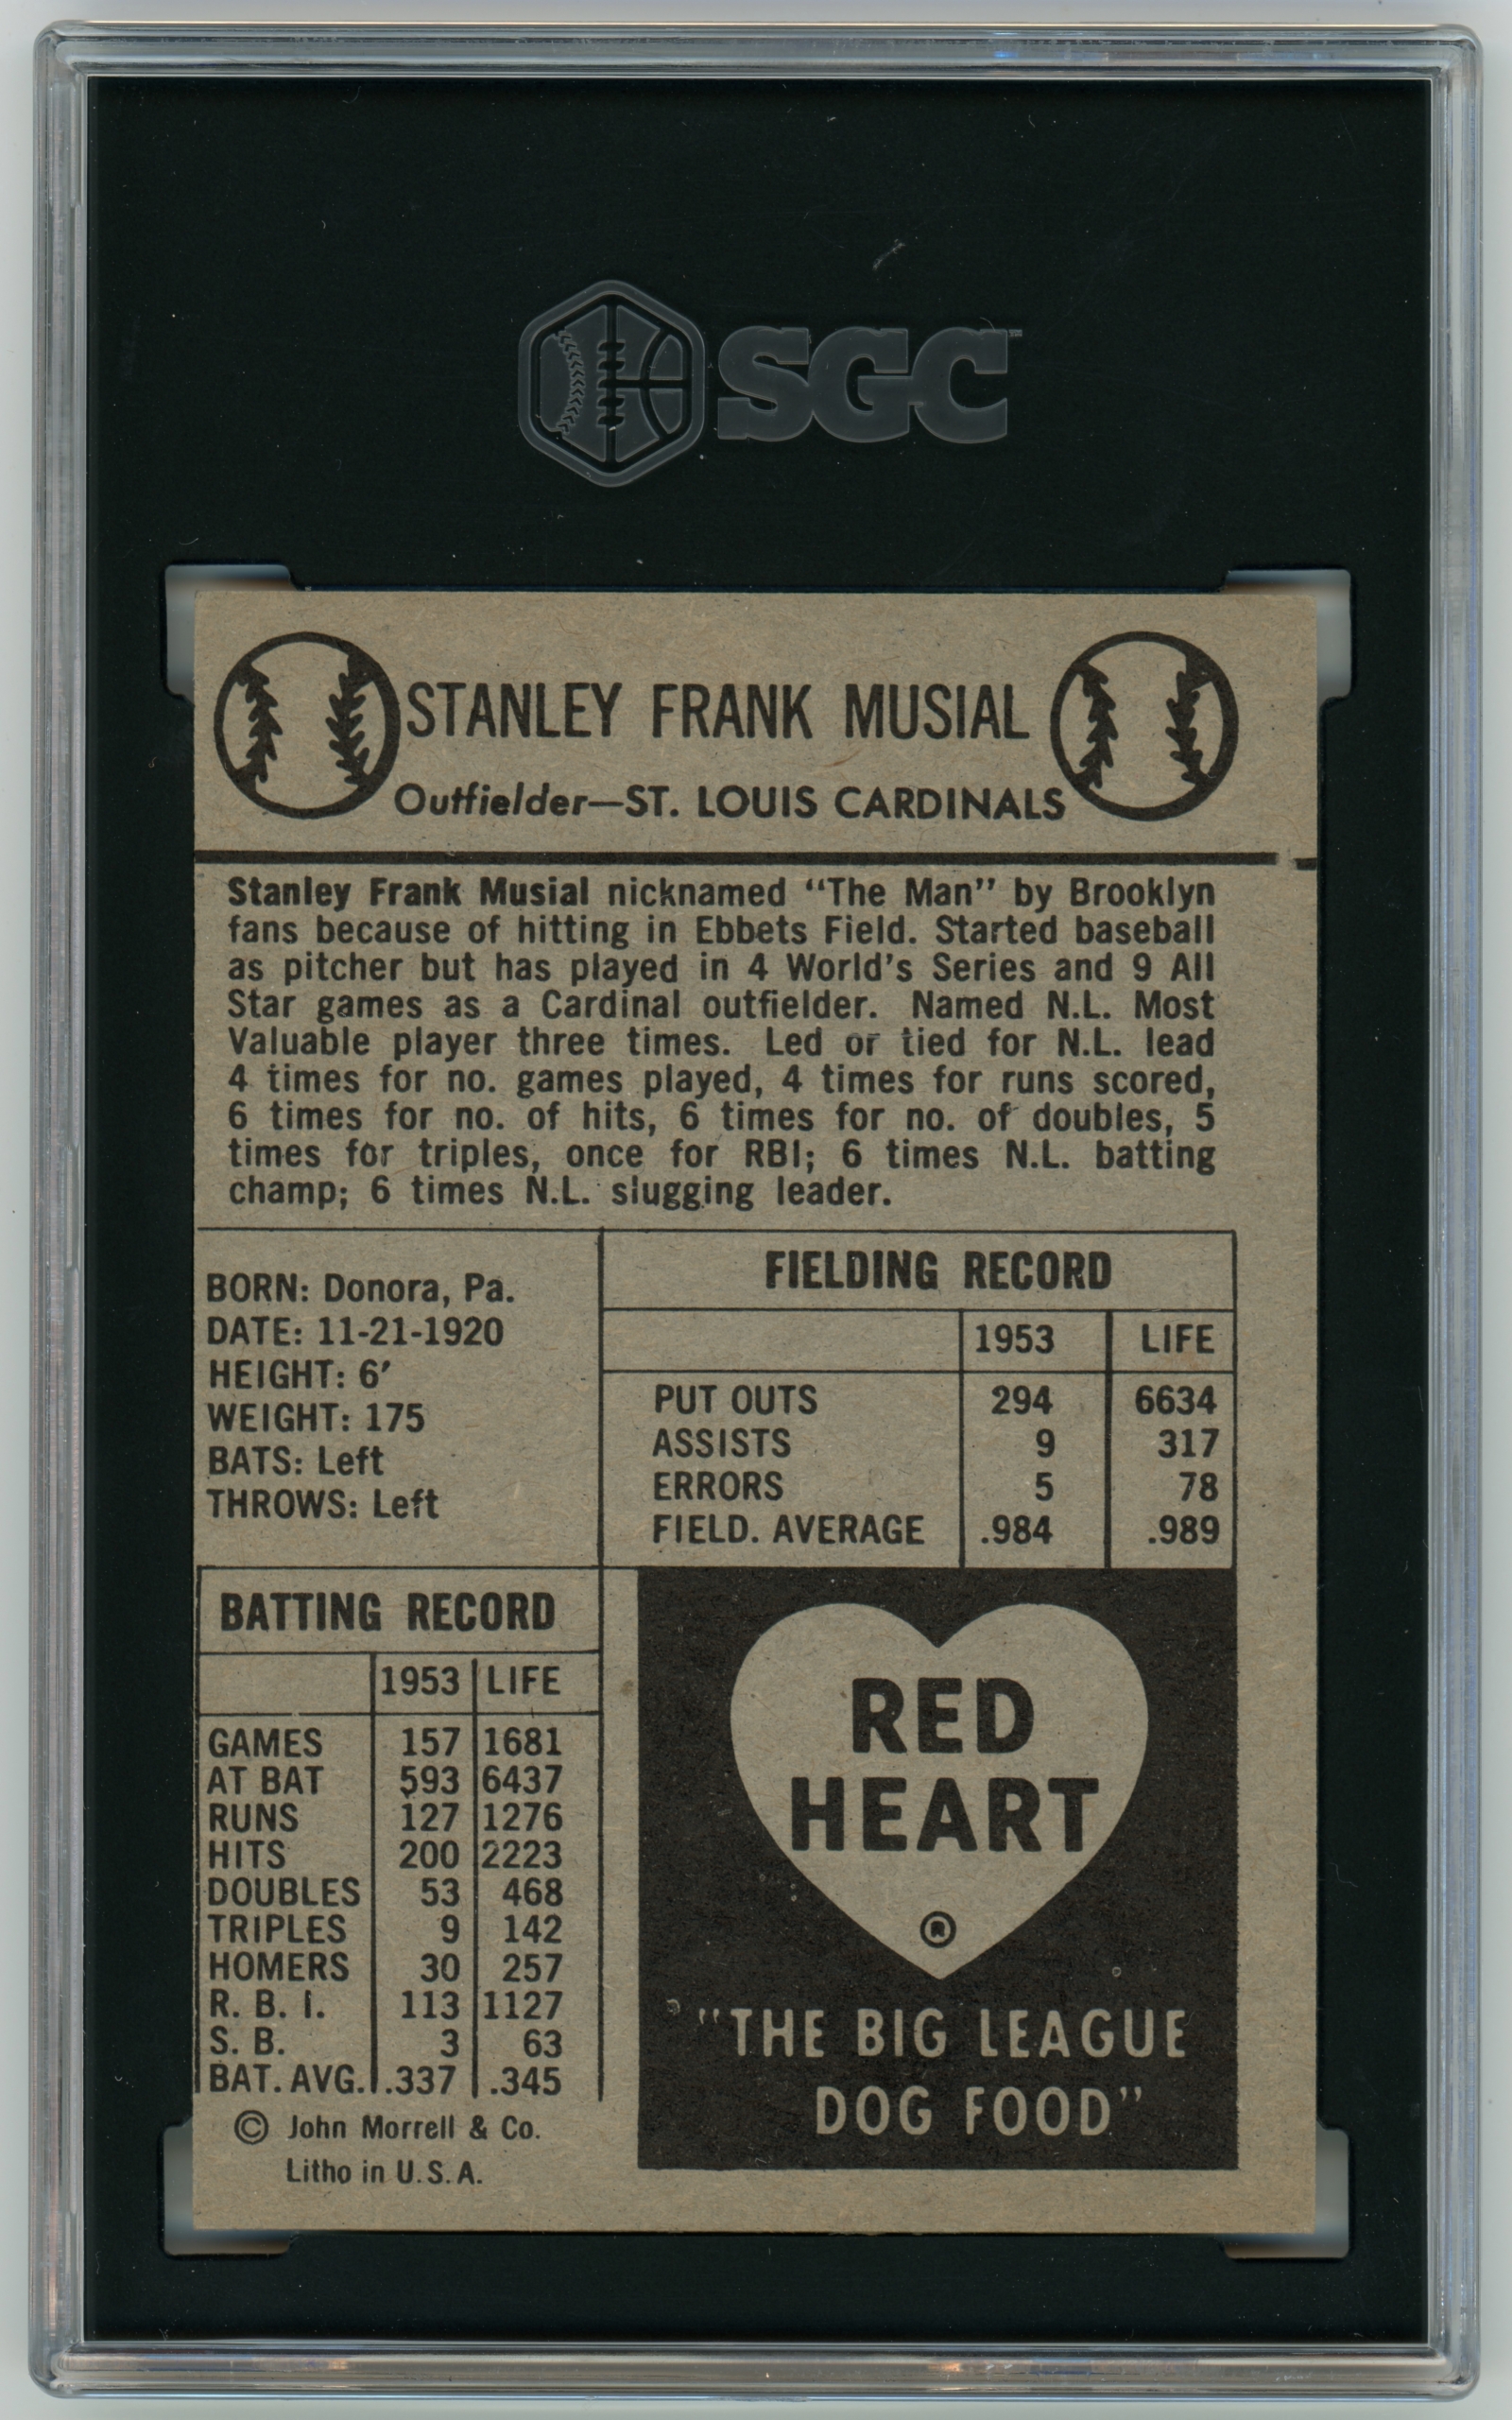 SGC
STANLEY FRANK MUSIAL
Outfielder—ST. LOUIS CARDINALS
Stanley Frank Musial nicknamed "The Man" by Brooklyn
fans because of hitting in Ebbets Field. Started baseball
as pitcher but has played in 4 World's Series and 9 All
Star games as a Cardinal outfielder. Named N.L. Most
Valuable player three times. Led or tied for N.L. lead
4 times for no. games played, 4 times for runs scored,
6 times for no. of hits, 6 times for no. of doubles, 5
times for triples, once for RBI; 6 times N.L. batting
champ; 6 times N.L. slugging leader.
BORN: Donora, Pa.
DATE: 11-21-1920
HEIGHT: 6'
WEIGHT: 175
BATS: Left
THROWS: Left
FIELDING RECORD
1953 LIFE
PUT OUTS 294 6634
ASSISTS 9 317
ERRORS 5 78
FIELD. AVERAGE .984 .989
BATTING RECORD
1953 LIFE
GAMES 157 1681
AT BAT 593 6437
RUNS 127 1276
HITS 200 2223
DOUBLES 53 468
TRIPLES 9 142
HOMERS 30 257
R. B. I. 113 1127
S. B. 3 63
BAT. AVG. .337 .345
© John Morrell & Co.
Litho in U.S.A.
RED
HEART
®
"THE BIG LEAGUE
DOG FOOD"